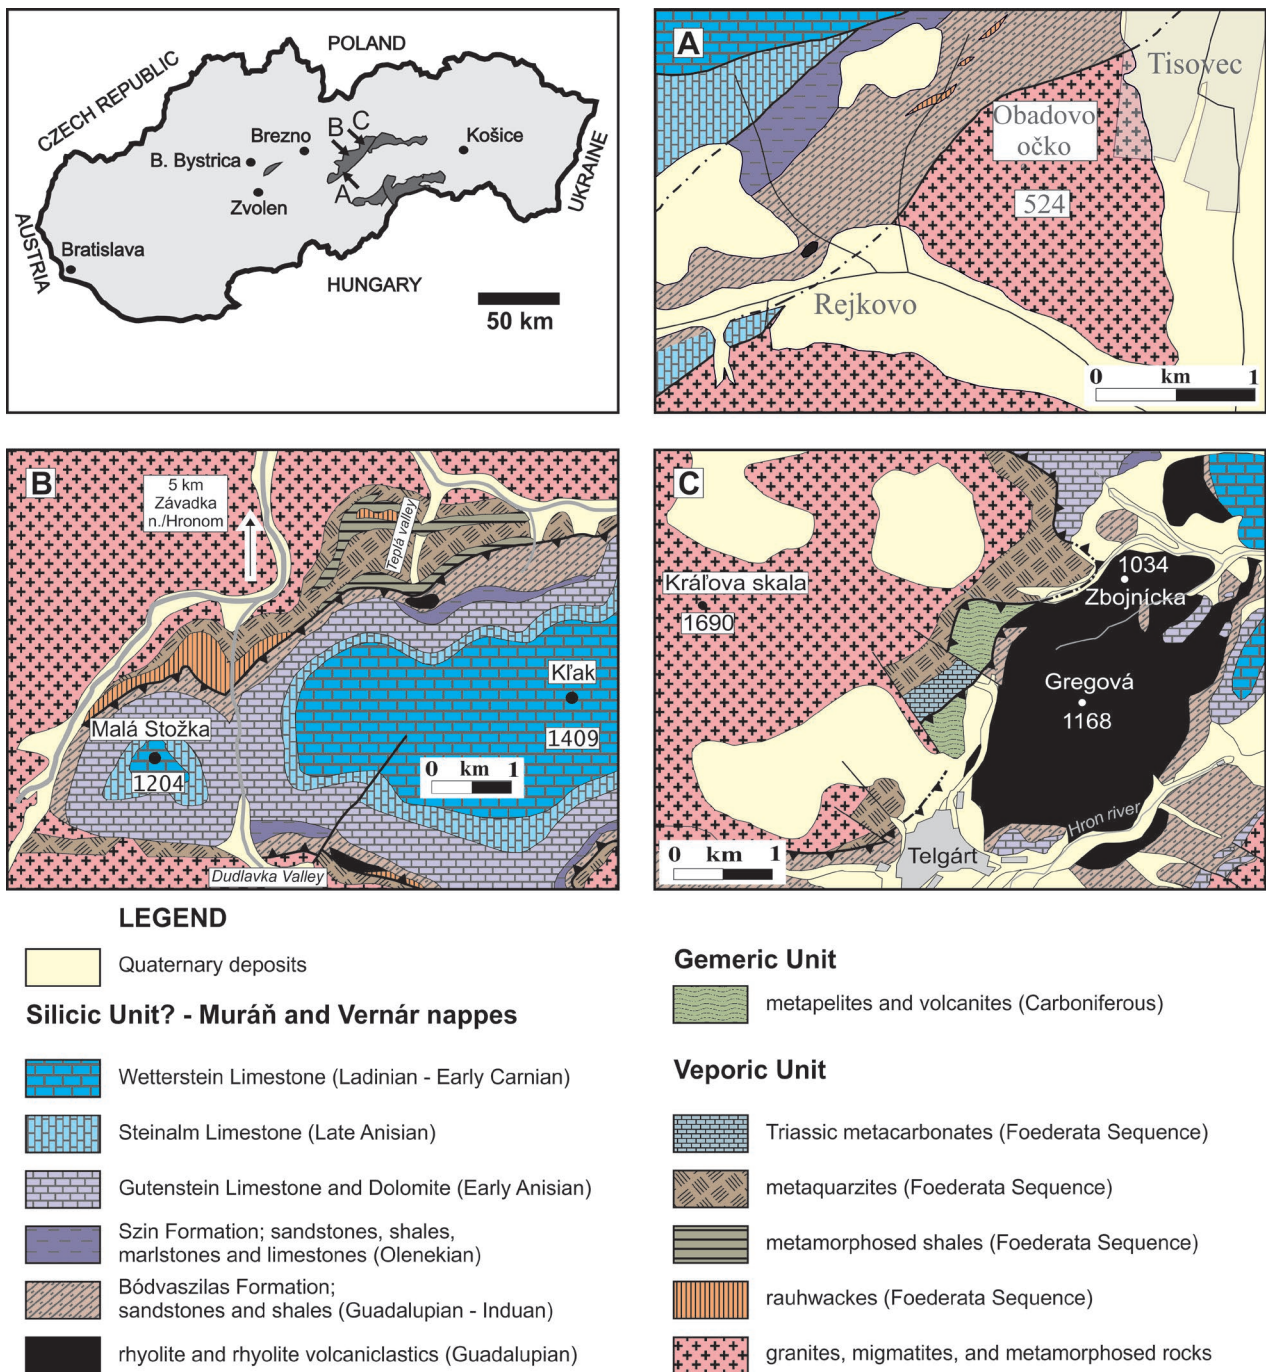 POLAND
CZECH REPUBLIC
Brezno
B
C
Košice
B. Bystrica
A
Zvolen
UKRAINE
AUSTRIA
Bratislava
HUNGARY
50 km
A
Tisovec
Obadovo
očko
524
Rejkovo
0 km 1
B
5 km
Závadka
n./Hronom
Teplá valley
Kľak
1409
Malá Stožka
1204
0 km 1
Dudlavka Valley
C
1034
Zbojnícka
Kráľova skala
1690
Gregová
1168
Hron river
Telgárt
0 km 1
LEGEND
Quaternary deposits
Silicic Unit? - Muráň and Vernár nappes
Wetterstein Limestone (Ladinian - Early Carnian)
Steinalm Limestone (Late Anisian)
Gutenstein Limestone and Dolomite (Early Anisian)
Szin Formation; sandstones, shales,
marlstones and limestones (Olenekian)
Bódvaszilas Formation;
sandstones and shales (Guadalupian - Induan)
rhyolite and rhyolite volcaniclastics (Guadalupian)
Gemeric Unit
metapelites and volcanites (Carboniferous)
Veporic Unit
Triassic metacarbonates (Foederata Sequence)
metaquarzites (Foederata Sequence)
metamorphosed shales (Foederata Sequence)
rauhwackes (Foederata Sequence)
granites, migmatites, and metamorphosed rocks